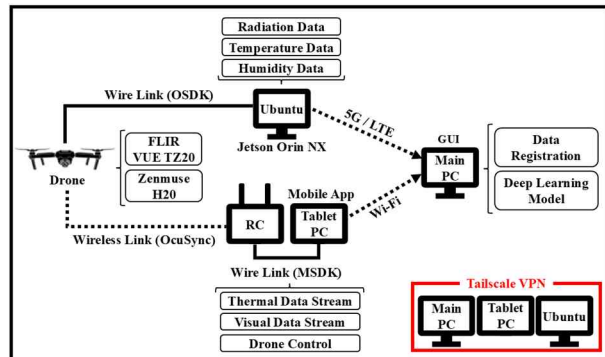 Radiation Data
Temperature Data
Humidity Data
Wire Link (OSDK)
Ubuntu
Jetson Orin NX
5G / LTE
GUI
Main
PC
Data
Registration
Deep Learning
Model
FLIR
VUE TZ20
Zenmuse
H20
Drone
Mobile App
RC
Tablet
PC
Wi-Fi
Wireless Link (OcuSync)
Wire Link (MSDK)
Thermal Data Stream
Visual Data Stream
Drone Control
Tailscale VPN
Main
PC
Tablet
PC
Ubuntu